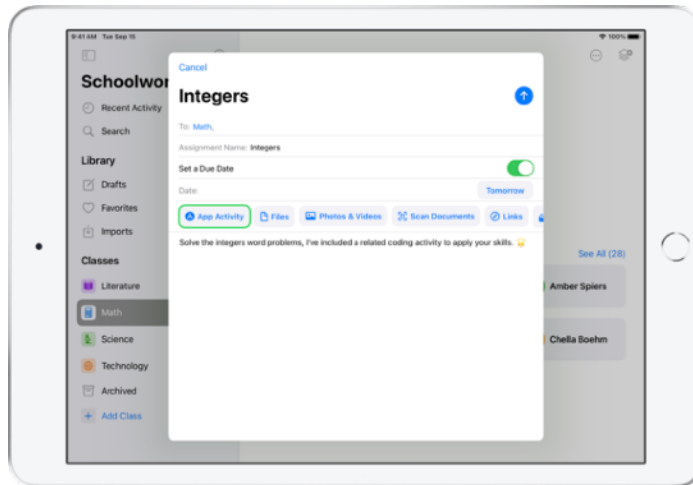 9:41 AM Tue Sep 15
100%
Cancel
Schoolwor
Integers
Recent Activity
To: Math,
Search
Assignment Name: Integers
Library
Set a Due Date
Drafts
Date:
Tomorrow
Favorites
App Activity
Files
Photos & Videos
Scan Documents
Links
Imports
Solve the integers word problems, I've included a related coding activity to apply your skills.
Classes
See All (28)
Literature
Amber Spiers
Math
Science
Chella Boehm
Technology
Archived
Add Class